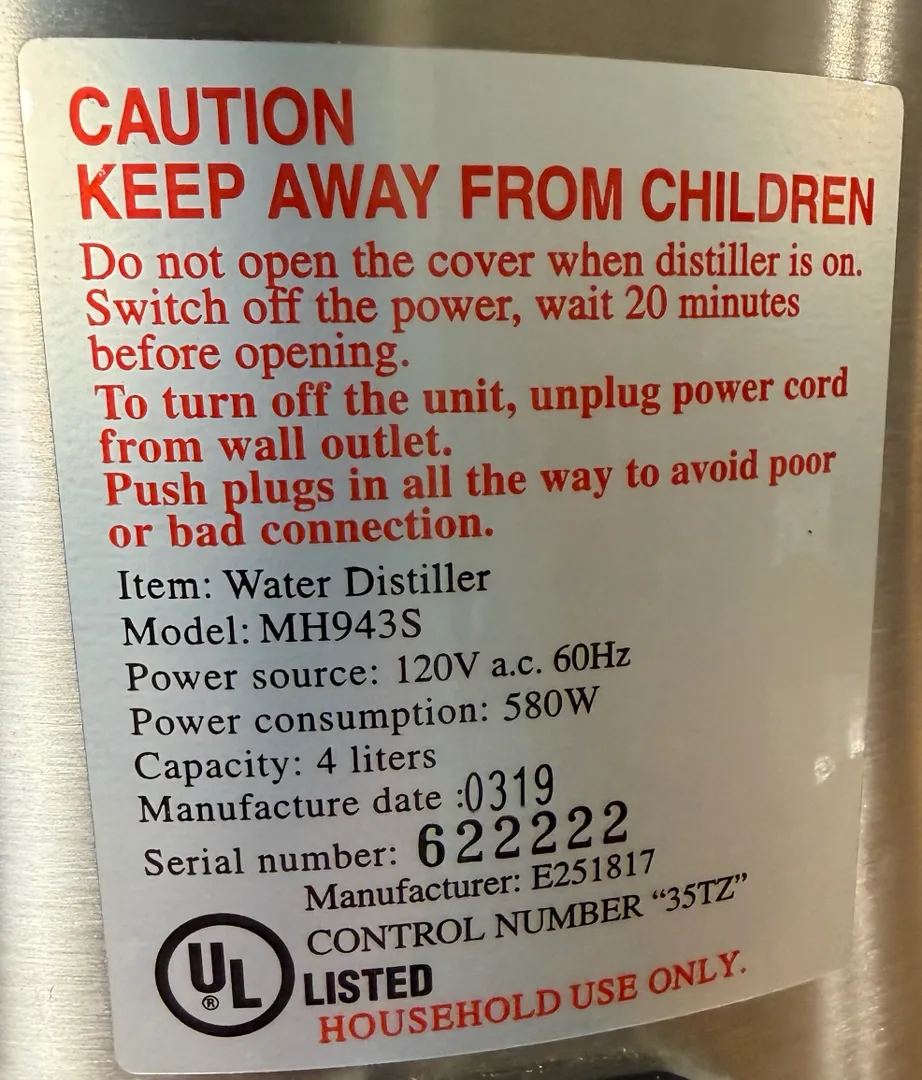 CAUTION
KEEP AWAY FROM CHILDREN
Do not open the cover when distiller is on.
Switch off the power, wait 20 minutes
before opening.
To turn off the unit, unplug power cord
from wall outlet.
Push plugs in all the way to avoid poor
or bad connection.
Item: Water Distiller
Model: MH943S
Power source: 120V a.c. 60Hz
Power consumption: 580W
Capacity: 4 liters
Manufacture date :0319
Serial number: 622222
Manufacturer: E251817
CONTROL NUMBER “35TZ”
UL® LISTED
HOUSEHOLD USE ONLY.